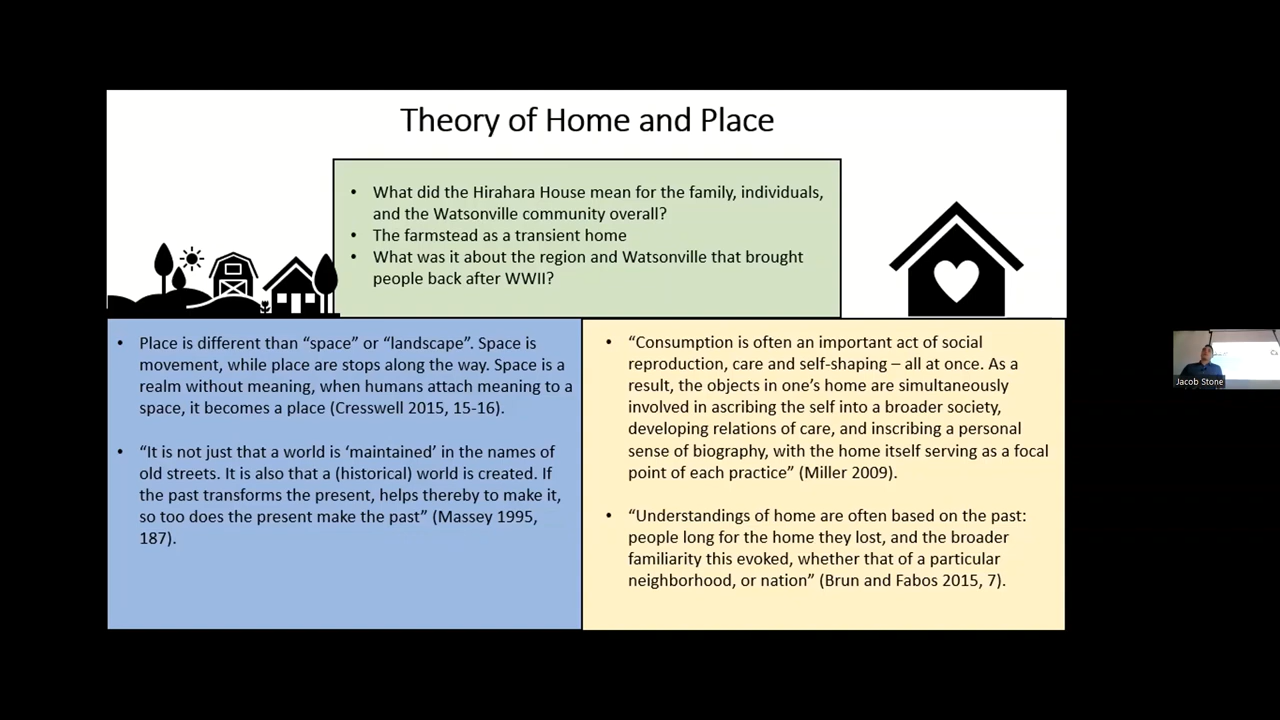 Theory of Home and Place
• What did the Hirahara House mean for the family, individuals,
and the Watsonville community overall?
• The farmstead as a transient home
• What was it about the region and Watsonville that brought
people back after WWII?
• Place is different than “space” or “landscape”. Space is
movement, while place are stops along the way. Space is a
realm without meaning, when humans attach meaning to a
space, it becomes a place (Cresswell 2015, 15-16).
• “It is not just that a world is ‘maintained’ in the names of
old streets. It is also that a (historical) world is created. If
the past transforms the present, helps thereby to make it,
so too does the present make the past” (Massey 1995,
187).
• “Consumption is often an important act of social
reproduction, care and self-shaping – all at once. As a
result, the objects in one’s home are simultaneously
involved in ascribing the self into a broader society,
developing relations of care, and inscribing a personal
sense of biography, with the home itself serving as a focal
point of each practice” (Miller 2009).
• “Understandings of home are often based on the past:
people long for the home they lost, and the broader
familiarity this evoked, whether that of a particular
neighborhood, or nation” (Brun and Fabos 2015, 7).
Jacob Stone